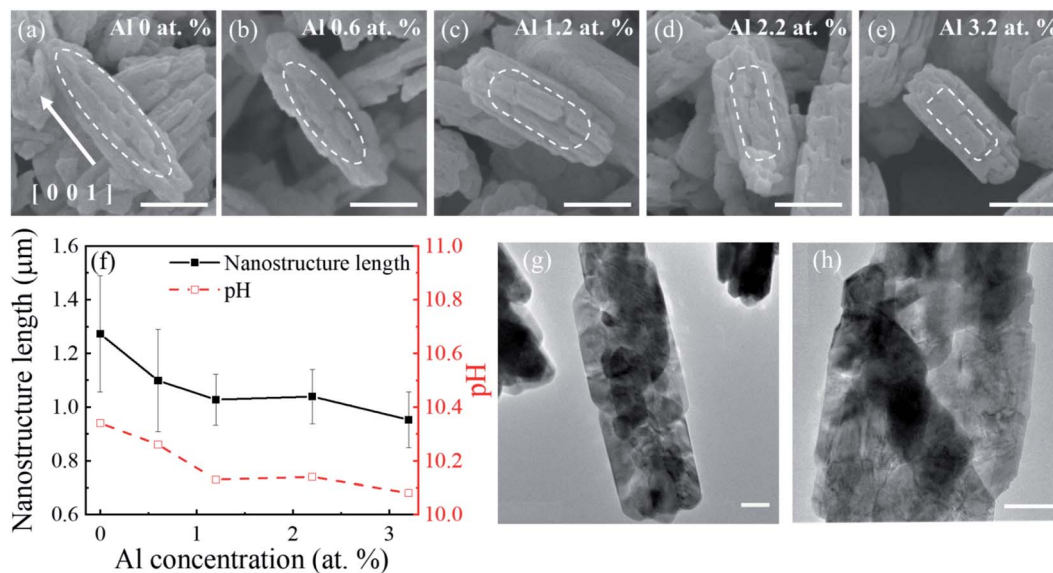 (a) Al 0 at. %
[ 0 0 1 ]
(b) Al 0.6 at. %
(c) Al 1.2 at. %
(d) Al 2.2 at. %
(e) Al 3.2 at. %
(f)
Nanostructure length
pH
Nanostructure length (μm)
1.6
1.4
1.2
1.0
0.8
0.6
11.0
10.8
10.6
10.4
10.2
10.0
pH
0 1 2 3
Al concentration (at. %)
(g)
(h)